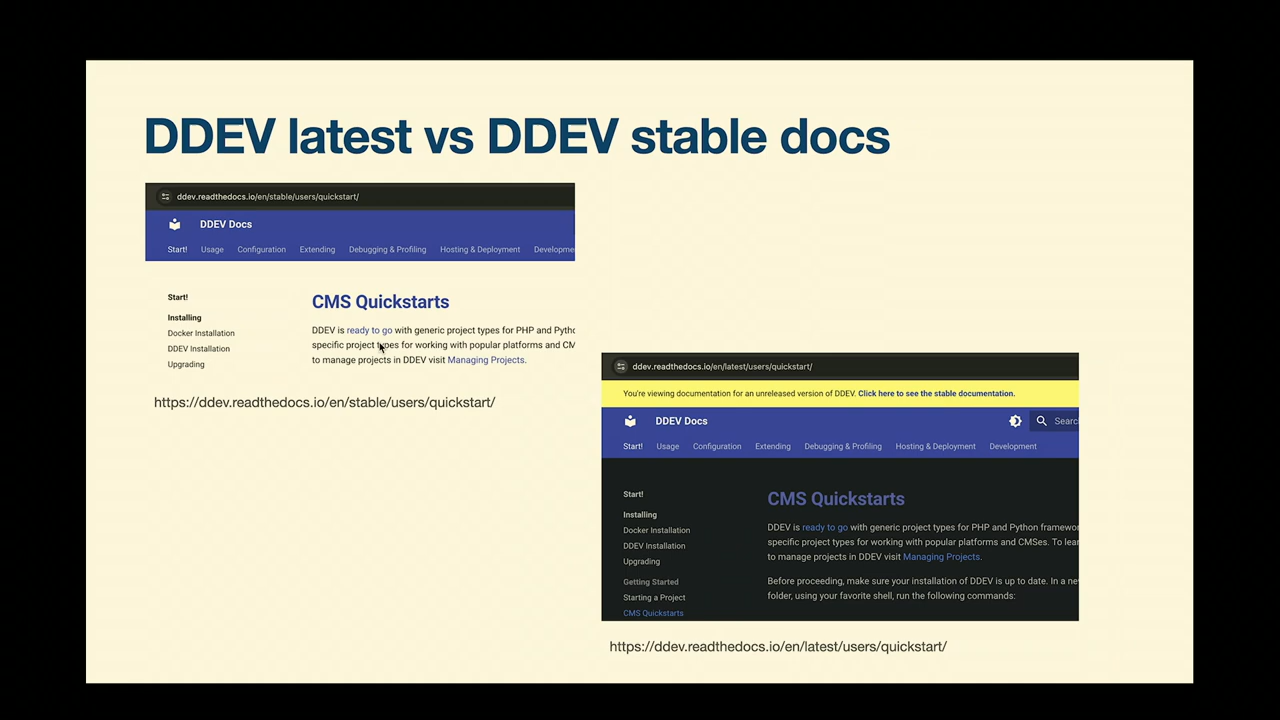 DDEV latest vs DDEV stable docs
ddev.readthedocs.io/en/stable/users/quickstart/
DDEV Docs
Start! Usage Configuration Extending Debugging & Profiling Hosting & Deployment Developme
Start!
Installing
Docker Installation
DDEV Installation
Upgrading
CMS Quickstarts
DDEV is ready to go with generic project types for PHP and Pytho
specific project types for working with popular platforms and CM
to manage projects in DDEV visit Managing Projects.
https://ddev.readthedocs.io/en/stable/users/quickstart/
ddev.readthedocs.io/en/latest/users/quickstart/
You're viewing documentation for an unreleased version of DDEV. Click here to see the stable documentation.
DDEV Docs
Search
Start! Usage Configuration Extending Debugging & Profiling Hosting & Deployment Development
Start!
Installing
Docker Installation
DDEV Installation
Upgrading
Getting Started
Starting a Project
CMS Quickstarts
CMS Quickstarts
DDEV is ready to go with generic project types for PHP and Python framewor
specific project types for working with popular platforms and CMSes. To lear
to manage projects in DDEV visit Managing Projects.
Before proceeding, make sure your installation of DDEV is up to date. In a new
folder, using your favorite shell, run the following commands:
https://ddev.readthedocs.io/en/latest/users/quickstart/